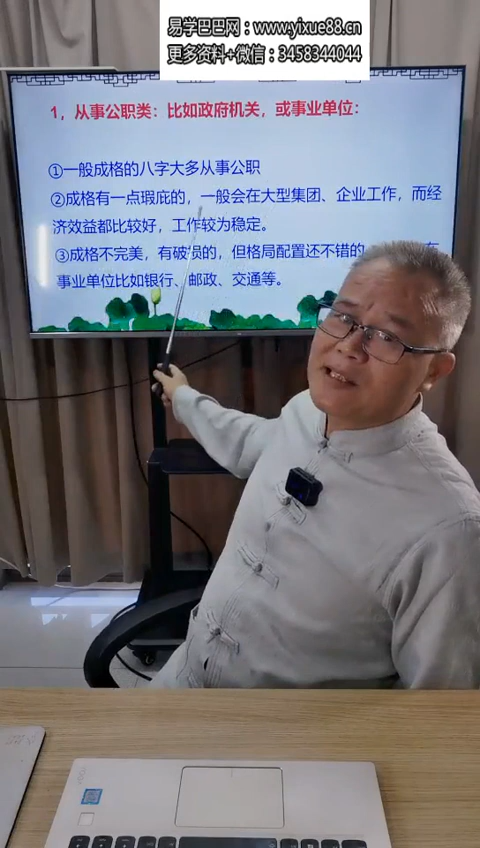 易学巴巴网：www.yixue88.cn
更多资料+微信：3458344044
1，从事公职类：比如政府机关，或事业单位：
①一般成格的八字大多从事公职
②成格有一点瑕庇的，一般会在大型集团、企业工作，而经
济效益都比较好，工作较为稳定。
③成格不完美，有破损的，但格局配置还不错的
事业单位比如银行、邮政、交通等。